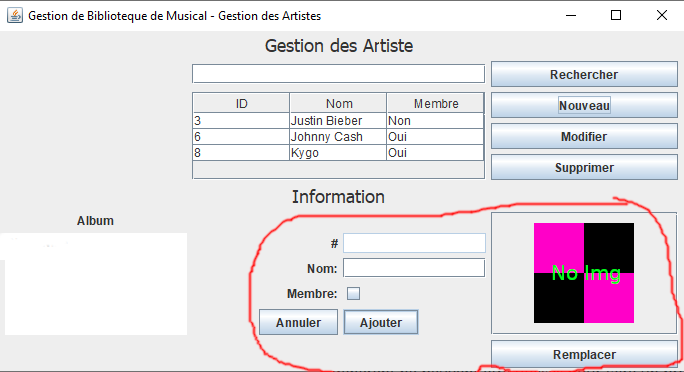 Gestion de Biblioteque de Musical - Gestion des Artistes
Gestion des Artiste
Rechercher
ID Nom Membre
3 Justin Bieber Non
6 Johnny Cash Oui
8 Kygo Oui
Nouveau
Modifier
Supprimer
Information
Album
#
Nom:
Membre:
Annuler Ajouter
No Img
Remplacer